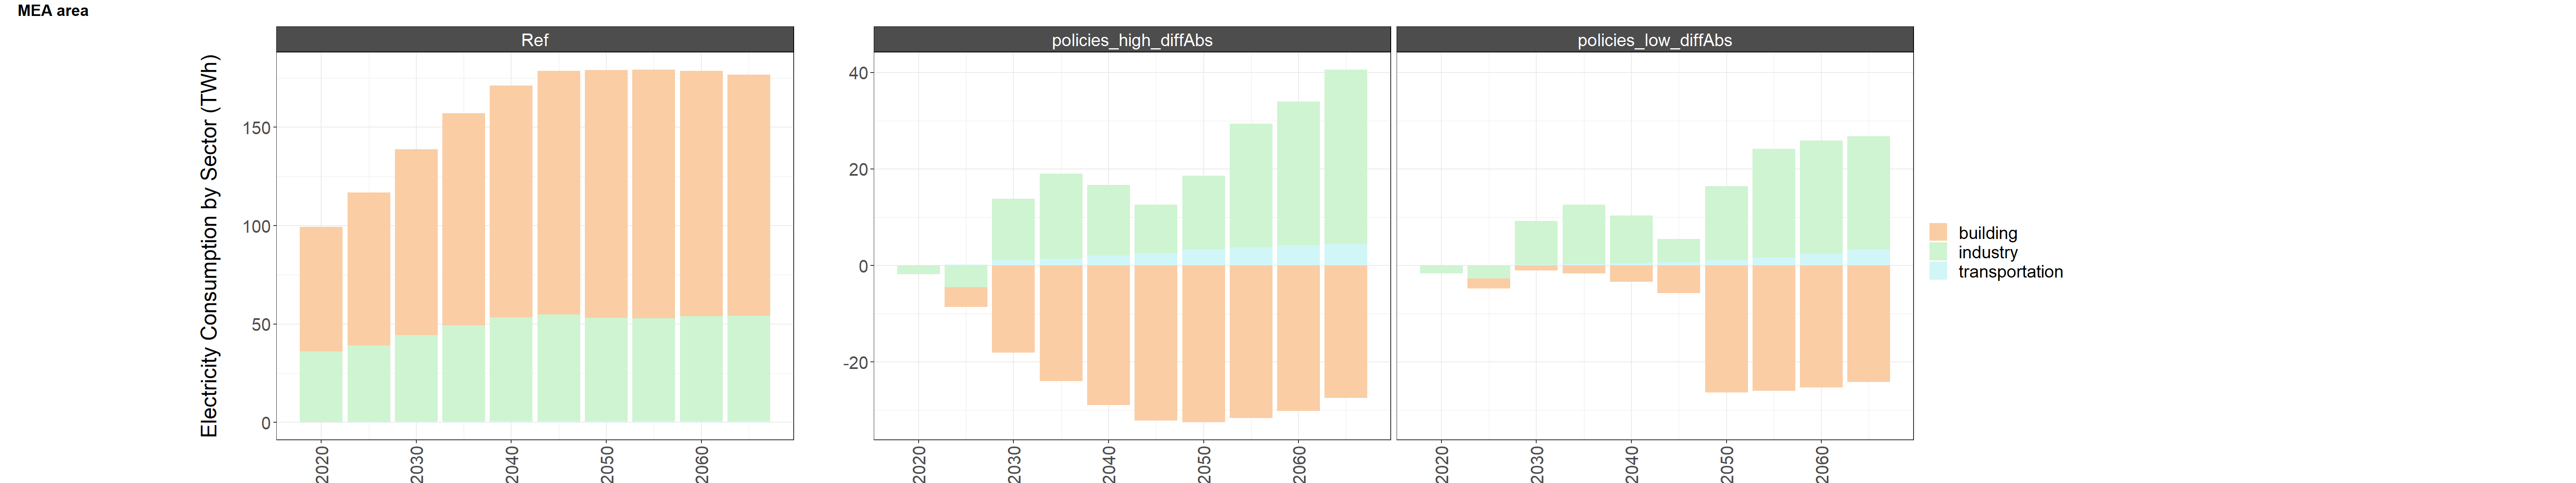 MEA area
Ref
policies_high_diffAbs
policies_low_diffAbs
Electricity Consumption by Sector (TWh)
150
100
50
0
40
20
0
-20
2020
2030
2040
2050
2060
2020
2030
2040
2050
2060
2020
2030
2040
2050
2060
building
industry
transportation